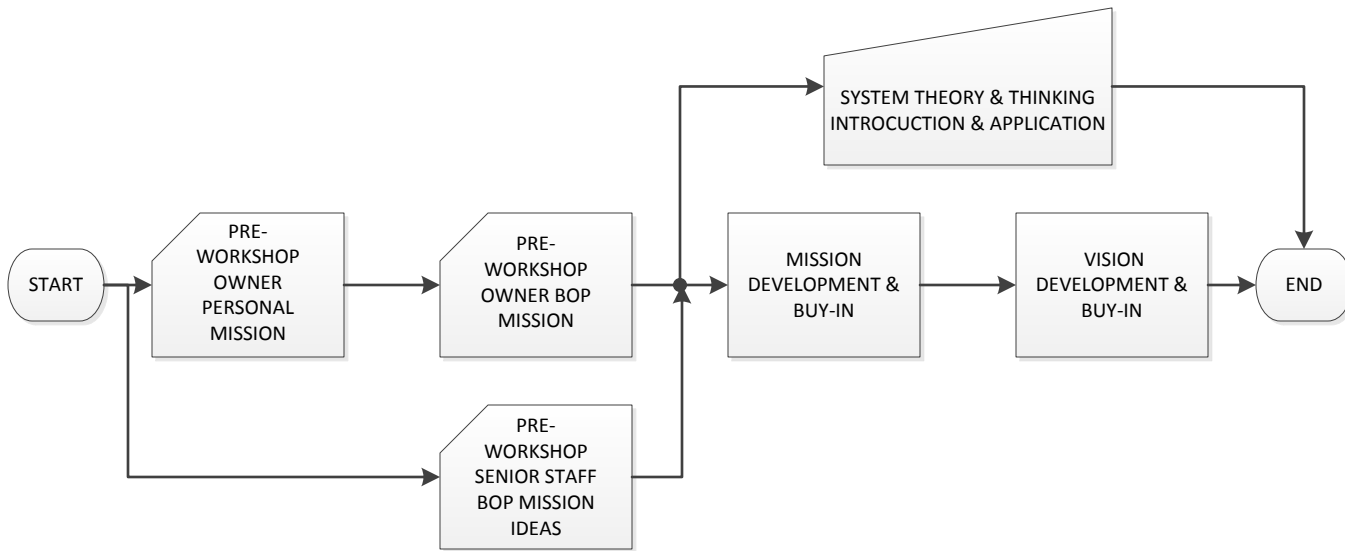 SYSTEM THEORY & THINKING
INTROCUCTION & APPLICATION
START
PRE-
WORKSHOP
OWNER
PERSONAL
MISSION
PRE-
WORKSHOP
OWNER BOP
MISSION
MISSION
DEVELOPMENT &
BUY-IN
VISION
DEVELOPMENT &
BUY-IN
END
PRE-
WORKSHOP
SENIOR STAFF
BOP MISSION
IDEAS